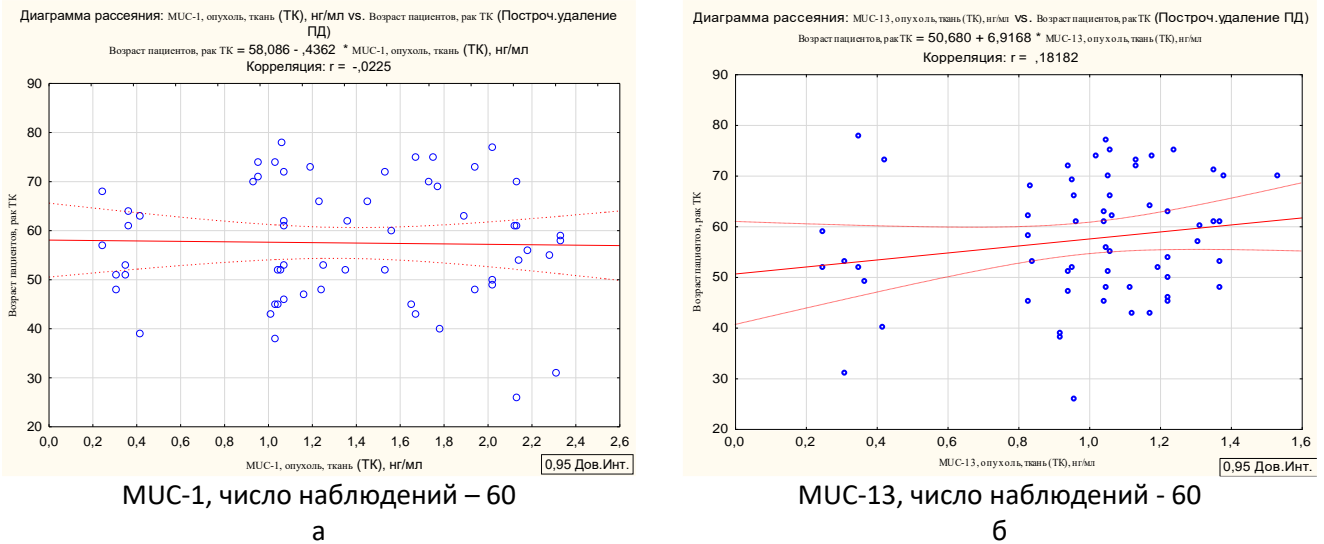 Диаграмма рассеяния: MUC-1, опухоль, ткань (ТК), нг/мл vs. Возраст пациентов, рак ТК (Построч.удаление
ПД)
Возраст пациентов, рак ТК = 58,086 - ,4362 * MUC-1, опухоль, ткань (ТК), нг/мл
Корреляция: r = -,0225
90
80
70
60
50
40
30
20
Возраст пациентов, рак ТК
0,0 0,2 0,4 0,6 0,8 1,0 1,2 1,4 1,6 1,8 2,0 2,2 2,4 2,6
MUC-1, опухоль, ткань (ТК), нг/мл
0,95 Дов.Инт.
MUC-1, число наблюдений – 60
а
Диаграмма рассеяния: MUC-13, опухоль, ткань (ТК), нг/мл vs. Возраст пациентов, рак ТК (Построч.удаление ПД)
Возраст пациентов, рак ТК = 50,680 + 6,9168 * MUC-13, опухоль, ткань (ТК), нг/мл
Корреляция: r = ,18182
90
80
70
60
50
40
30
20
Возраст пациентов, рак ТК
0,0 0,2 0,4 0,6 0,8 1,0 1,2 1,4 1,6
MUC-13, опухоль, ткань (ТК), нг/мл
0,95 Дов.Инт.
MUC-13, число наблюдений - 60
б